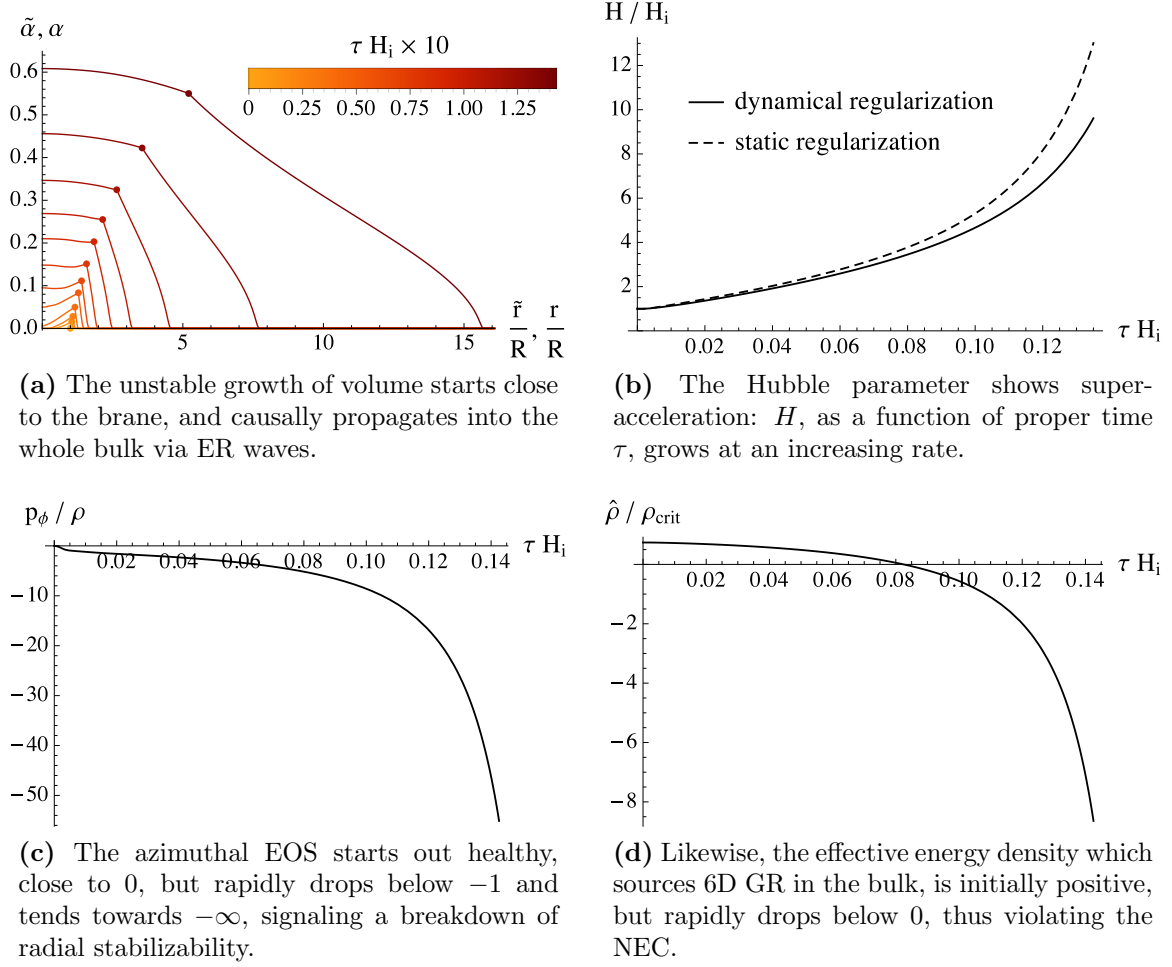 α̃, α
τ Hᵢ × 10
0 0.25 0.50 0.75 1.00 1.25
0.6
0.5
0.4
0.3
0.2
0.1
0.0
5 10 15
r̃/R, r/R
(a) The unstable growth of volume starts close
to the brane, and causally propagates into the
whole bulk via ER waves.
H / Hᵢ
12
10
8
6
4
2
dynamical regularization
static regularization
0.02 0.04 0.06 0.08 0.10 0.12
τ Hᵢ
(b) The Hubble parameter shows super-
acceleration: H, as a function of proper time
τ, grows at an increasing rate.
p_ϕ / ρ
τ Hᵢ
0.02 0.04 0.06 0.08 0.10 0.12 0.14
−10
−20
−30
−40
−50
(c) The azimuthal EOS starts out healthy,
close to 0, but rapidly drops below −1 and
tends towards −∞, signaling a breakdown of
radial stabilizability.
ρ̂ / ρ_crit
τ Hᵢ
0.02 0.04 0.06 0.08 0.10 0.12 0.14
−2
−4
−6
−8
(d) Likewise, the effective energy density which
sources 6D GR in the bulk, is initially positive,
but rapidly drops below 0, thus violating the
NEC.